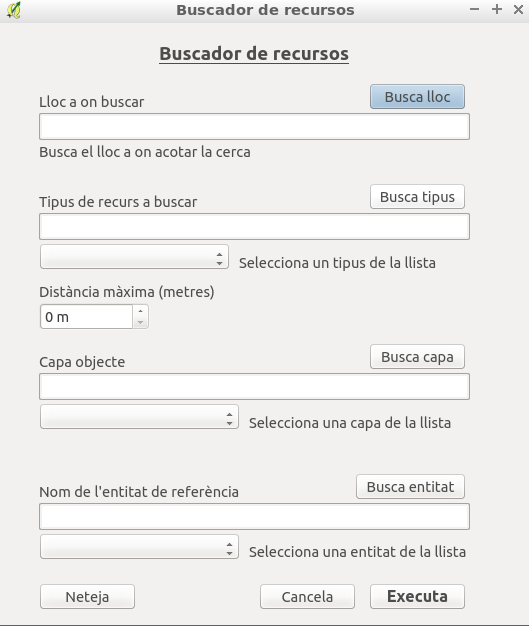 Buscador de recursos
Buscador de recursos
Lloc a on buscar
Busca lloc
Busca el lloc a on acotar la cerca
Tipus de recurs a buscar
Busca tipus
Selecciona un tipus de la llista
Distància màxima (metres)
0 m
Capa objecte
Busca capa
Selecciona una capa de la llista
Nom de l'entitat de referència
Busca entitat
Selecciona una entitat de la llista
Neteja
Cancela
Executa